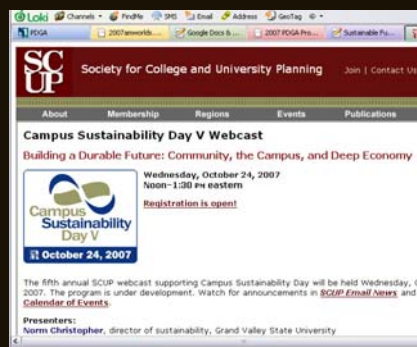 Loki Channels FindMe SMS Email Address GeoTag
PDGA 2007amworlds.... Google Docs & ... 2007 PDGA Pro... Sustainable Fu...
SC
UP
Society for College and University Planning
Join | Contact Us
About Membership Regions Events Publications
Campus Sustainability Day V Webcast
Building a Durable Future: Community, the Campus, and Deep Economy
Wednesday, October 24, 2007
Noon–1:30 PM eastern
Registration is open!
Campus
Sustainability
Day V
October 24, 2007
The fifth annual SCUP webcast supporting Campus Sustainability Day will be held Wednesday,
2007. The program is under development. Watch for announcements in SCUP Email News and
Calendar of Events.
Presenters:
Norm Christopher, director of sustainability, Grand Valley State University